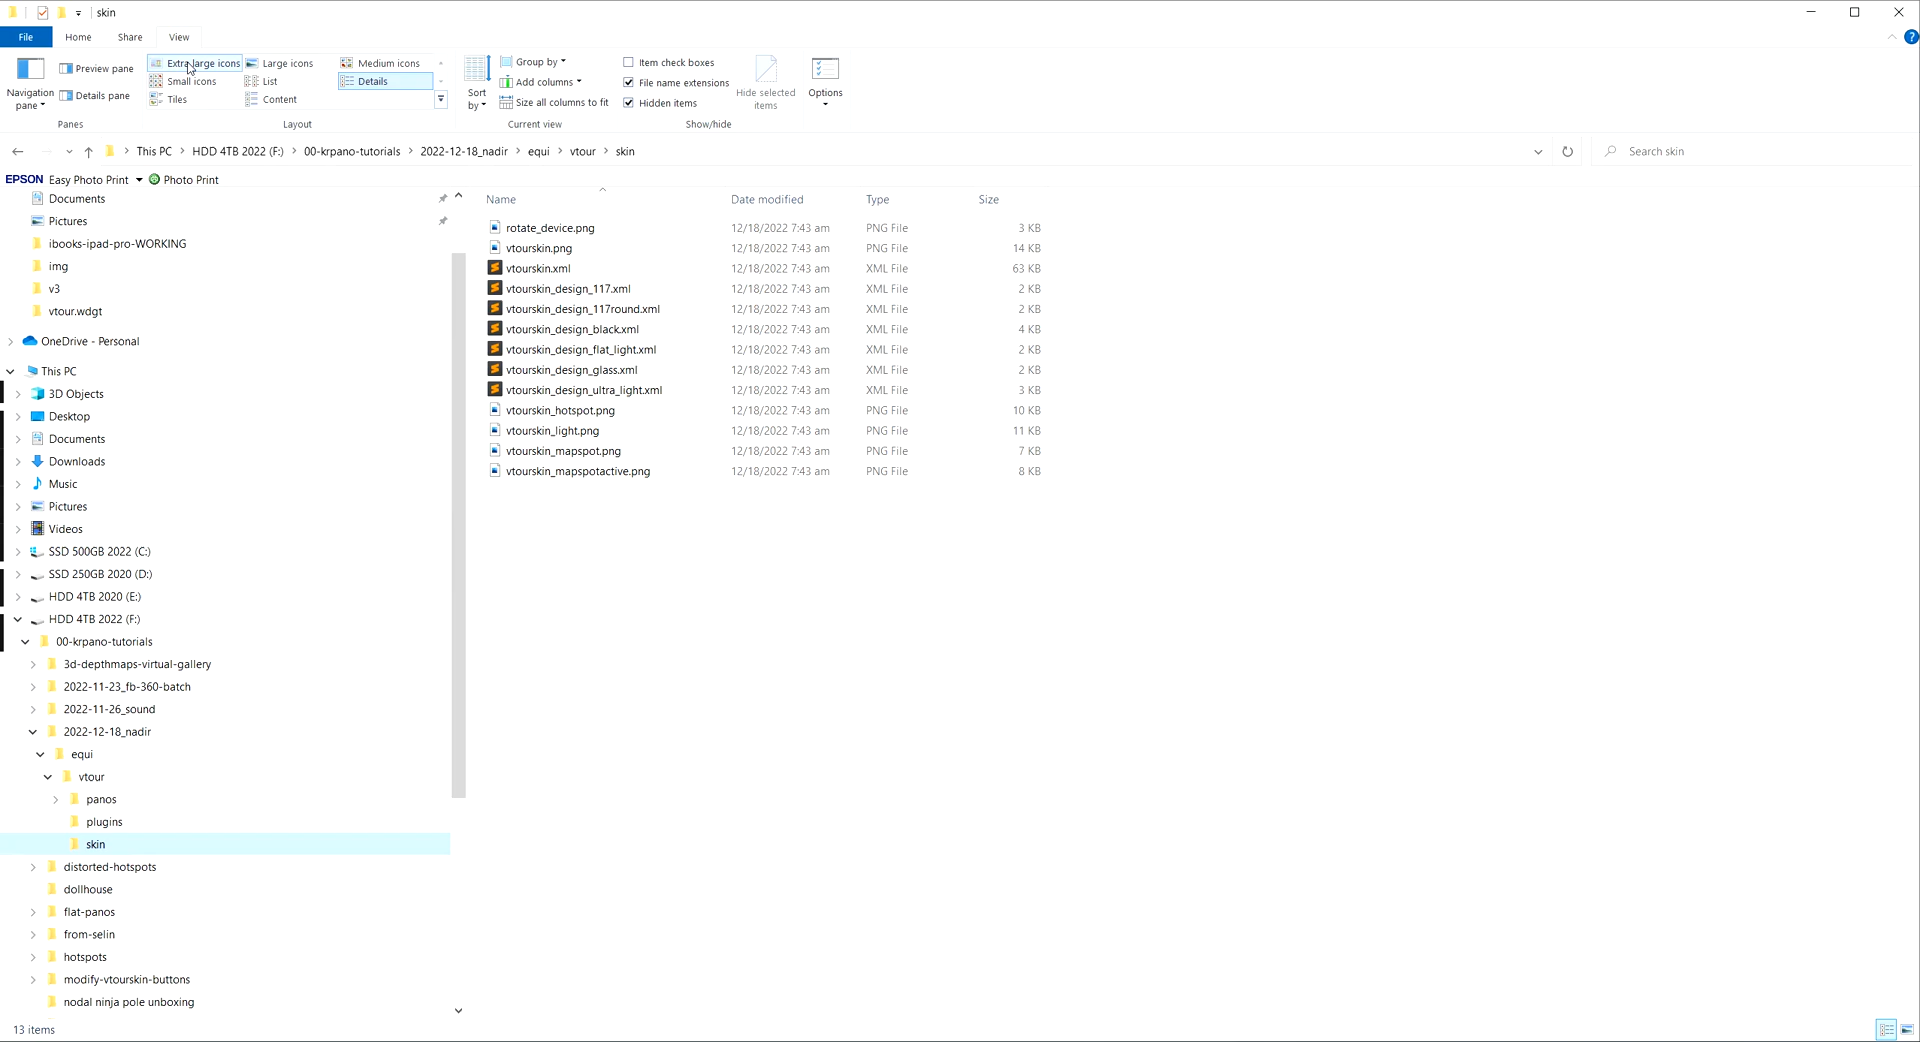 skin
File Home Share View
Navigation pane
Preview pane
Details pane
Panes
Extra large icons Large icons Medium icons
Small icons List Details
Tiles Content
Layout
Sort by
Group by
Add columns
Size all columns to fit
Current view
Item check boxes
File name extensions
Hidden items
Hide selected items
Show/hide
Options
This PC HDD 4TB 2022 (F:) 00-krpano-tutorials 2022-12-18_nadir equi vtour skin
Search skin
EPSON Easy Photo Print Photo Print
Documents
Pictures
ibooks-ipad-pro-WORKING
img
v3
vtour.wdgt
OneDrive - Personal
This PC
3D Objects
Desktop
Documents
Downloads
Music
Pictures
Videos
SSD 500GB 2022 (C:)
SSD 250GB 2020 (D:)
HDD 4TB 2020 (E:)
HDD 4TB 2022 (F:)
00-krpano-tutorials
3d-depthmaps-virtual-gallery
2022-11-23_fb-360-batch
2022-11-26_sound
2022-12-18_nadir
equi
vtour
panos
plugins
skin
distorted-hotspots
dollhouse
flat-panos
from-selin
hotspots
modify-vtourskin-buttons
nodal ninja pole unboxing
Name Date modified Type Size
rotate_device.png 12/18/2022 7:43 am PNG File 3 KB
vtourskin.png 12/18/2022 7:43 am PNG File 14 KB
vtourskin.xml 12/18/2022 7:43 am XML File 63 KB
vtourskin_design_117.xml 12/18/2022 7:43 am XML File 2 KB
vtourskin_design_117round.xml 12/18/2022 7:43 am XML File 2 KB
vtourskin_design_black.xml 12/18/2022 7:43 am XML File 4 KB
vtourskin_design_flat_light.xml 12/18/2022 7:43 am XML File 2 KB
vtourskin_design_glass.xml 12/18/2022 7:43 am XML File 2 KB
vtourskin_design_ultra_light.xml 12/18/2022 7:43 am XML File 3 KB
vtourskin_hotspot.png 12/18/2022 7:43 am PNG File 10 KB
vtourskin_light.png 12/18/2022 7:43 am PNG File 11 KB
vtourskin_mapspot.png 12/18/2022 7:43 am PNG File 7 KB
vtourskin_mapspotactive.png 12/18/2022 7:43 am PNG File 8 KB
13 items